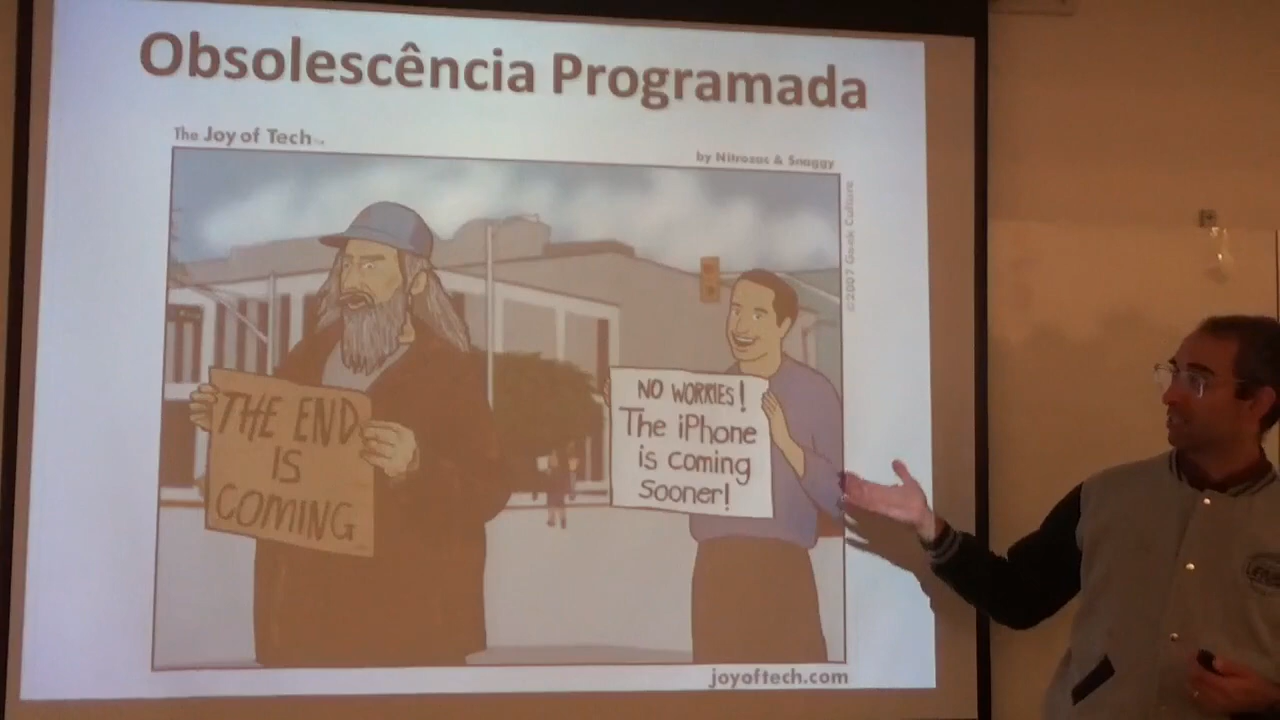 Obsolescência Programada
The Joy of Tech
by Nitrozac & Snaggy
©2007 Geek Culture
THE END
IS
COMING
NO WORRIES!
The iPhone
is coming
Sooner!
joyoftech.com